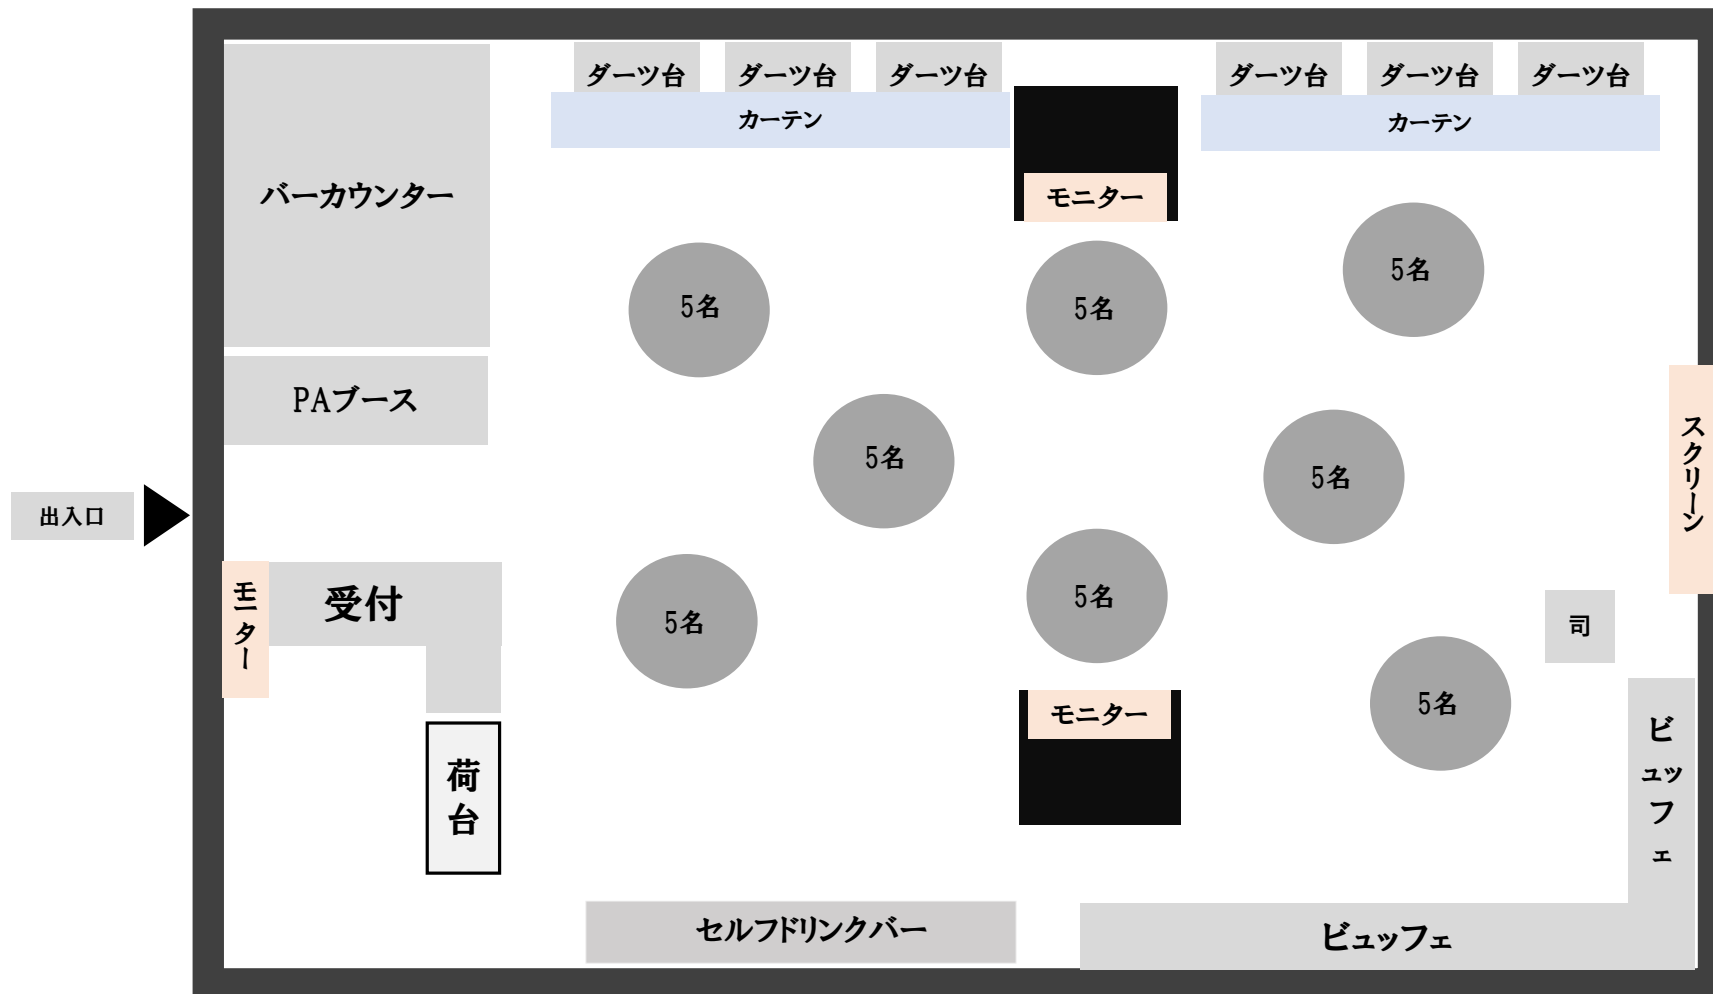 ダーツ台
ダーツ台
ダーツ台
ダーツ台
ダーツ台
ダーツ台
カーテン
カーテン
バーカウンター
モニター
5名
5名
5名
PAブース
5名
5名
スクリーン
出入口
モニター
受付
5名
5名
司
5名
モニター
荷台
ビュッフェ
セルフドリンクバー
ビュッフェ